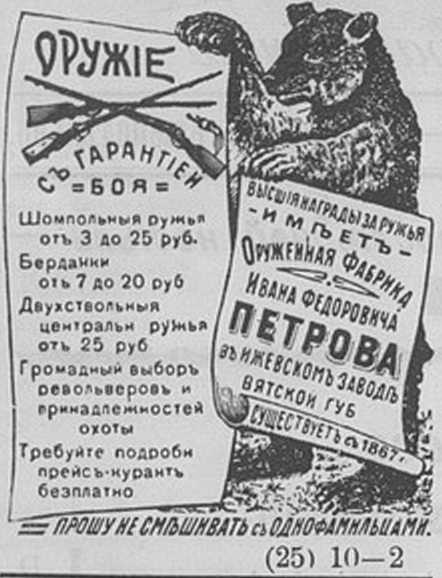 ОРУЖІЕ
СЪ ГАРАНТІЕЙ
=БОЯ=
Шомпольныя ружья
отъ 3 до 25 руб.
Берданки
отъ 7 до 20 руб
Двухствольныя
центральн ружья
отъ 25 руб
Громадный выборъ
револьверовъ и
принадлежностей
охоты
Требуйте подробн
прейсъ-курантъ
безплатно
ВЫСШІЯ НАГРАДЫ ЗА РУЖЬЯ
-ИМѢЕТЪ-
ОРУЖЕЙНАЯ ФАБРИКА
ИВАНА ФЕДОРОВИЧА
ПЕТРОВА
ВЪ ИЖЕВСКОМЪ ЗАВОДѢ
ВЯТСКОЙ ГУБ
СУЩЕСТВУЕТЪ съ 1867 г
ПРОШУ НЕ СМѢШИВАТЬ съ ОДНОФАМИЛЬЦАМИ.
(25) 10—2